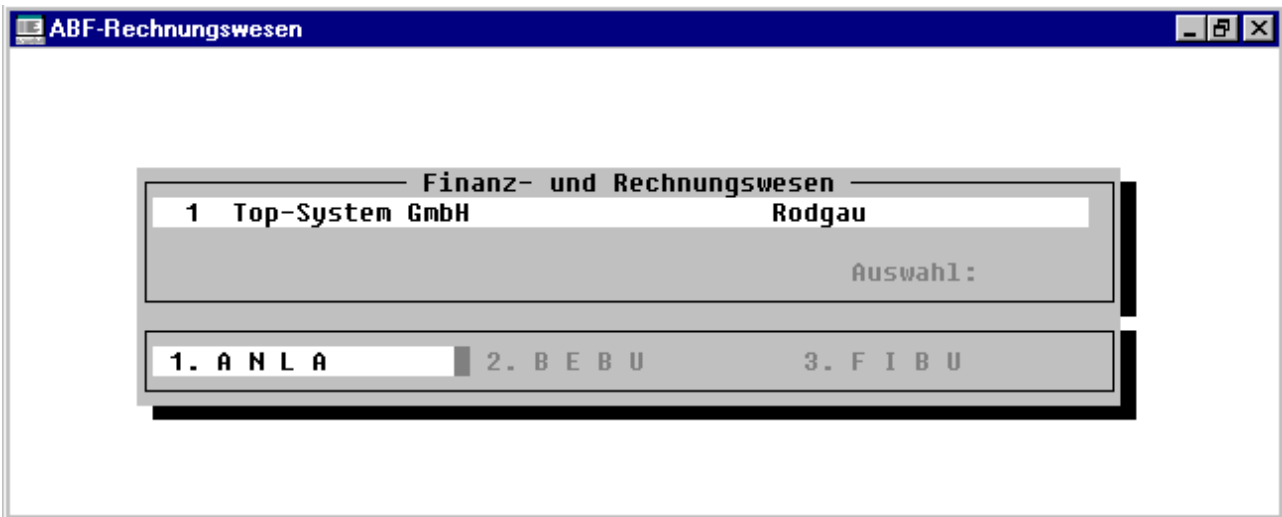 ABF-Rechnungswesen
Finanz- und Rechnungswesen
1 Top-System GmbH Rodgau
Auswahl:
1. A N L A 2. B E B U 3. F I B U